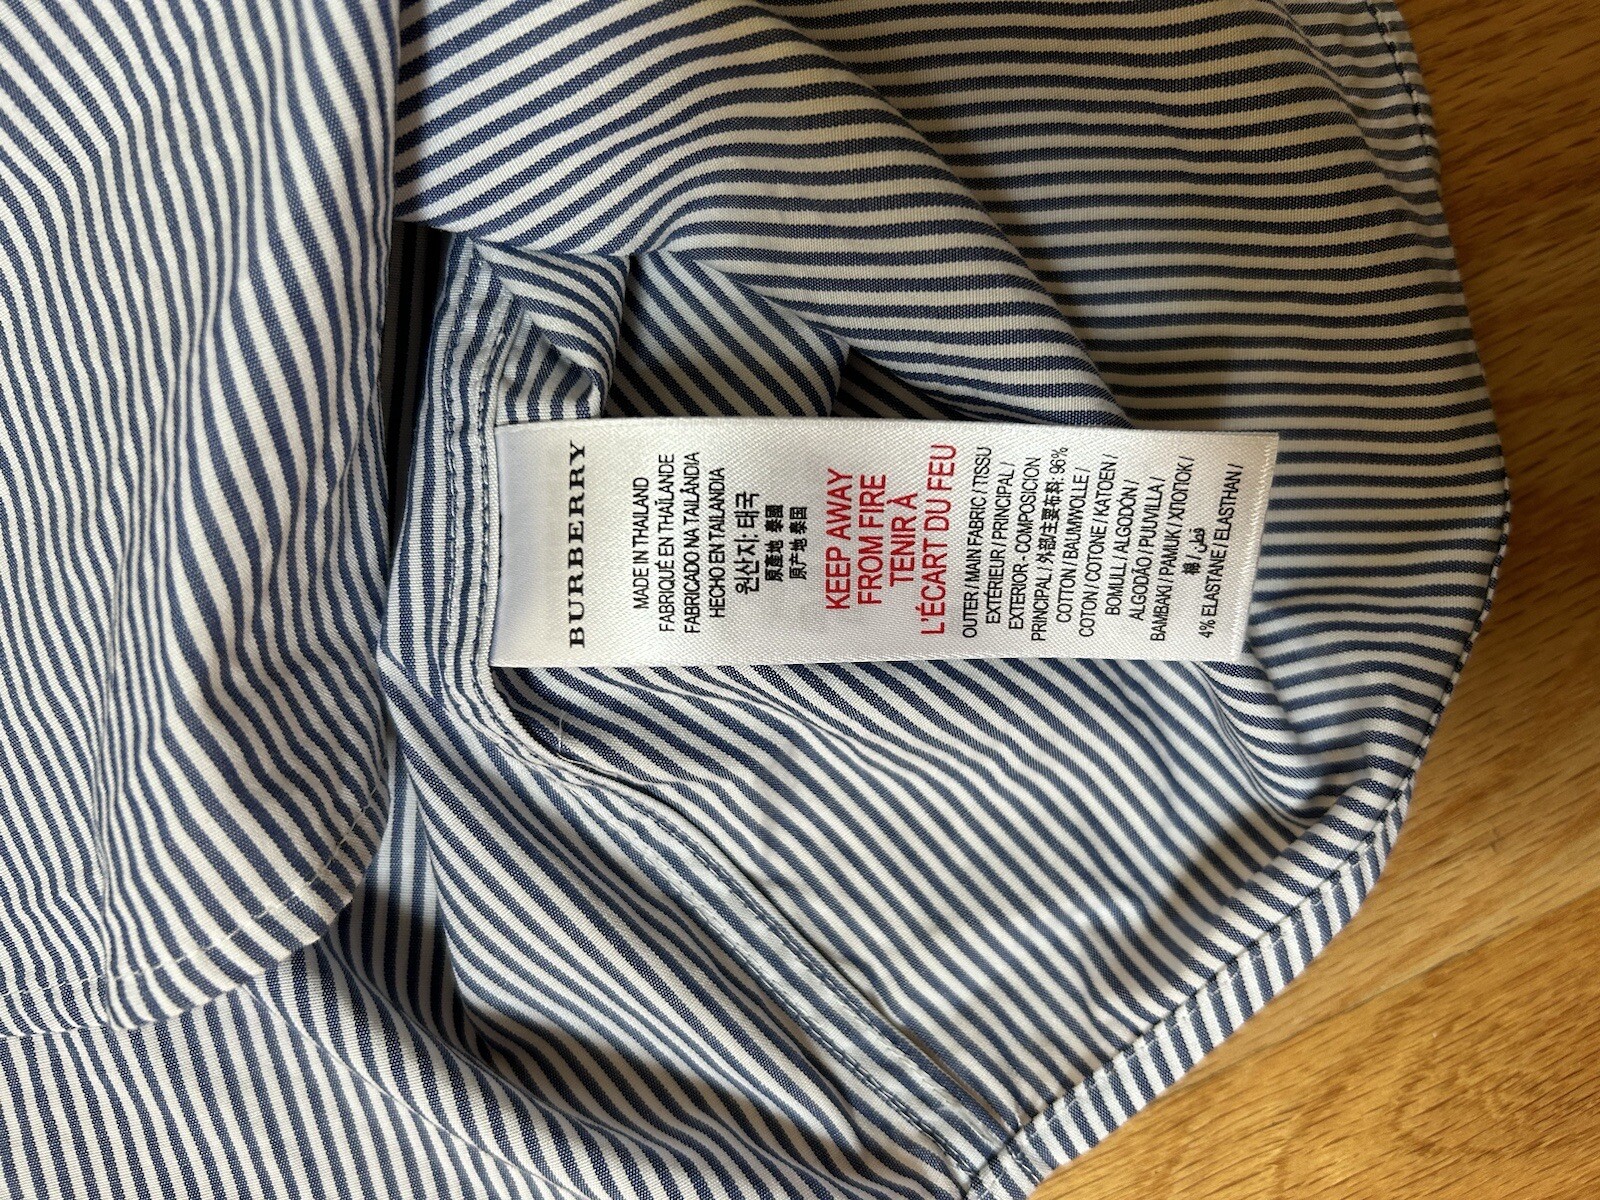 BURBERRY
MADE IN THAILAND
FABRIQUÉ EN THAÏLANDE
FABRICADO NA TAILÂNDIA
HECHO EN TAILANDIA
원산지: 태국
原產地 泰國
原产地 泰国
KEEP AWAY
FROM FIRE
TENIR À
L'ÉCART DU FEU
OUTER / MAIN FABRIC / TISSU
EXTÉRIEUR / PRINCIPAL /
EXTERIOR - COMPOSICION
PRINCIPAL / 外部/主要布料: 96%
COTTON / BAUMWOLLE /
COTON / COTONE / KATOEN /
BOMULL / ALGODÓN /
ALGODÃO / PUUVILLA /
BAMBAKI / PAMUK / ХЛОПОК /
棉 / قطن /
4% ELASTANE / ELASTHAN /